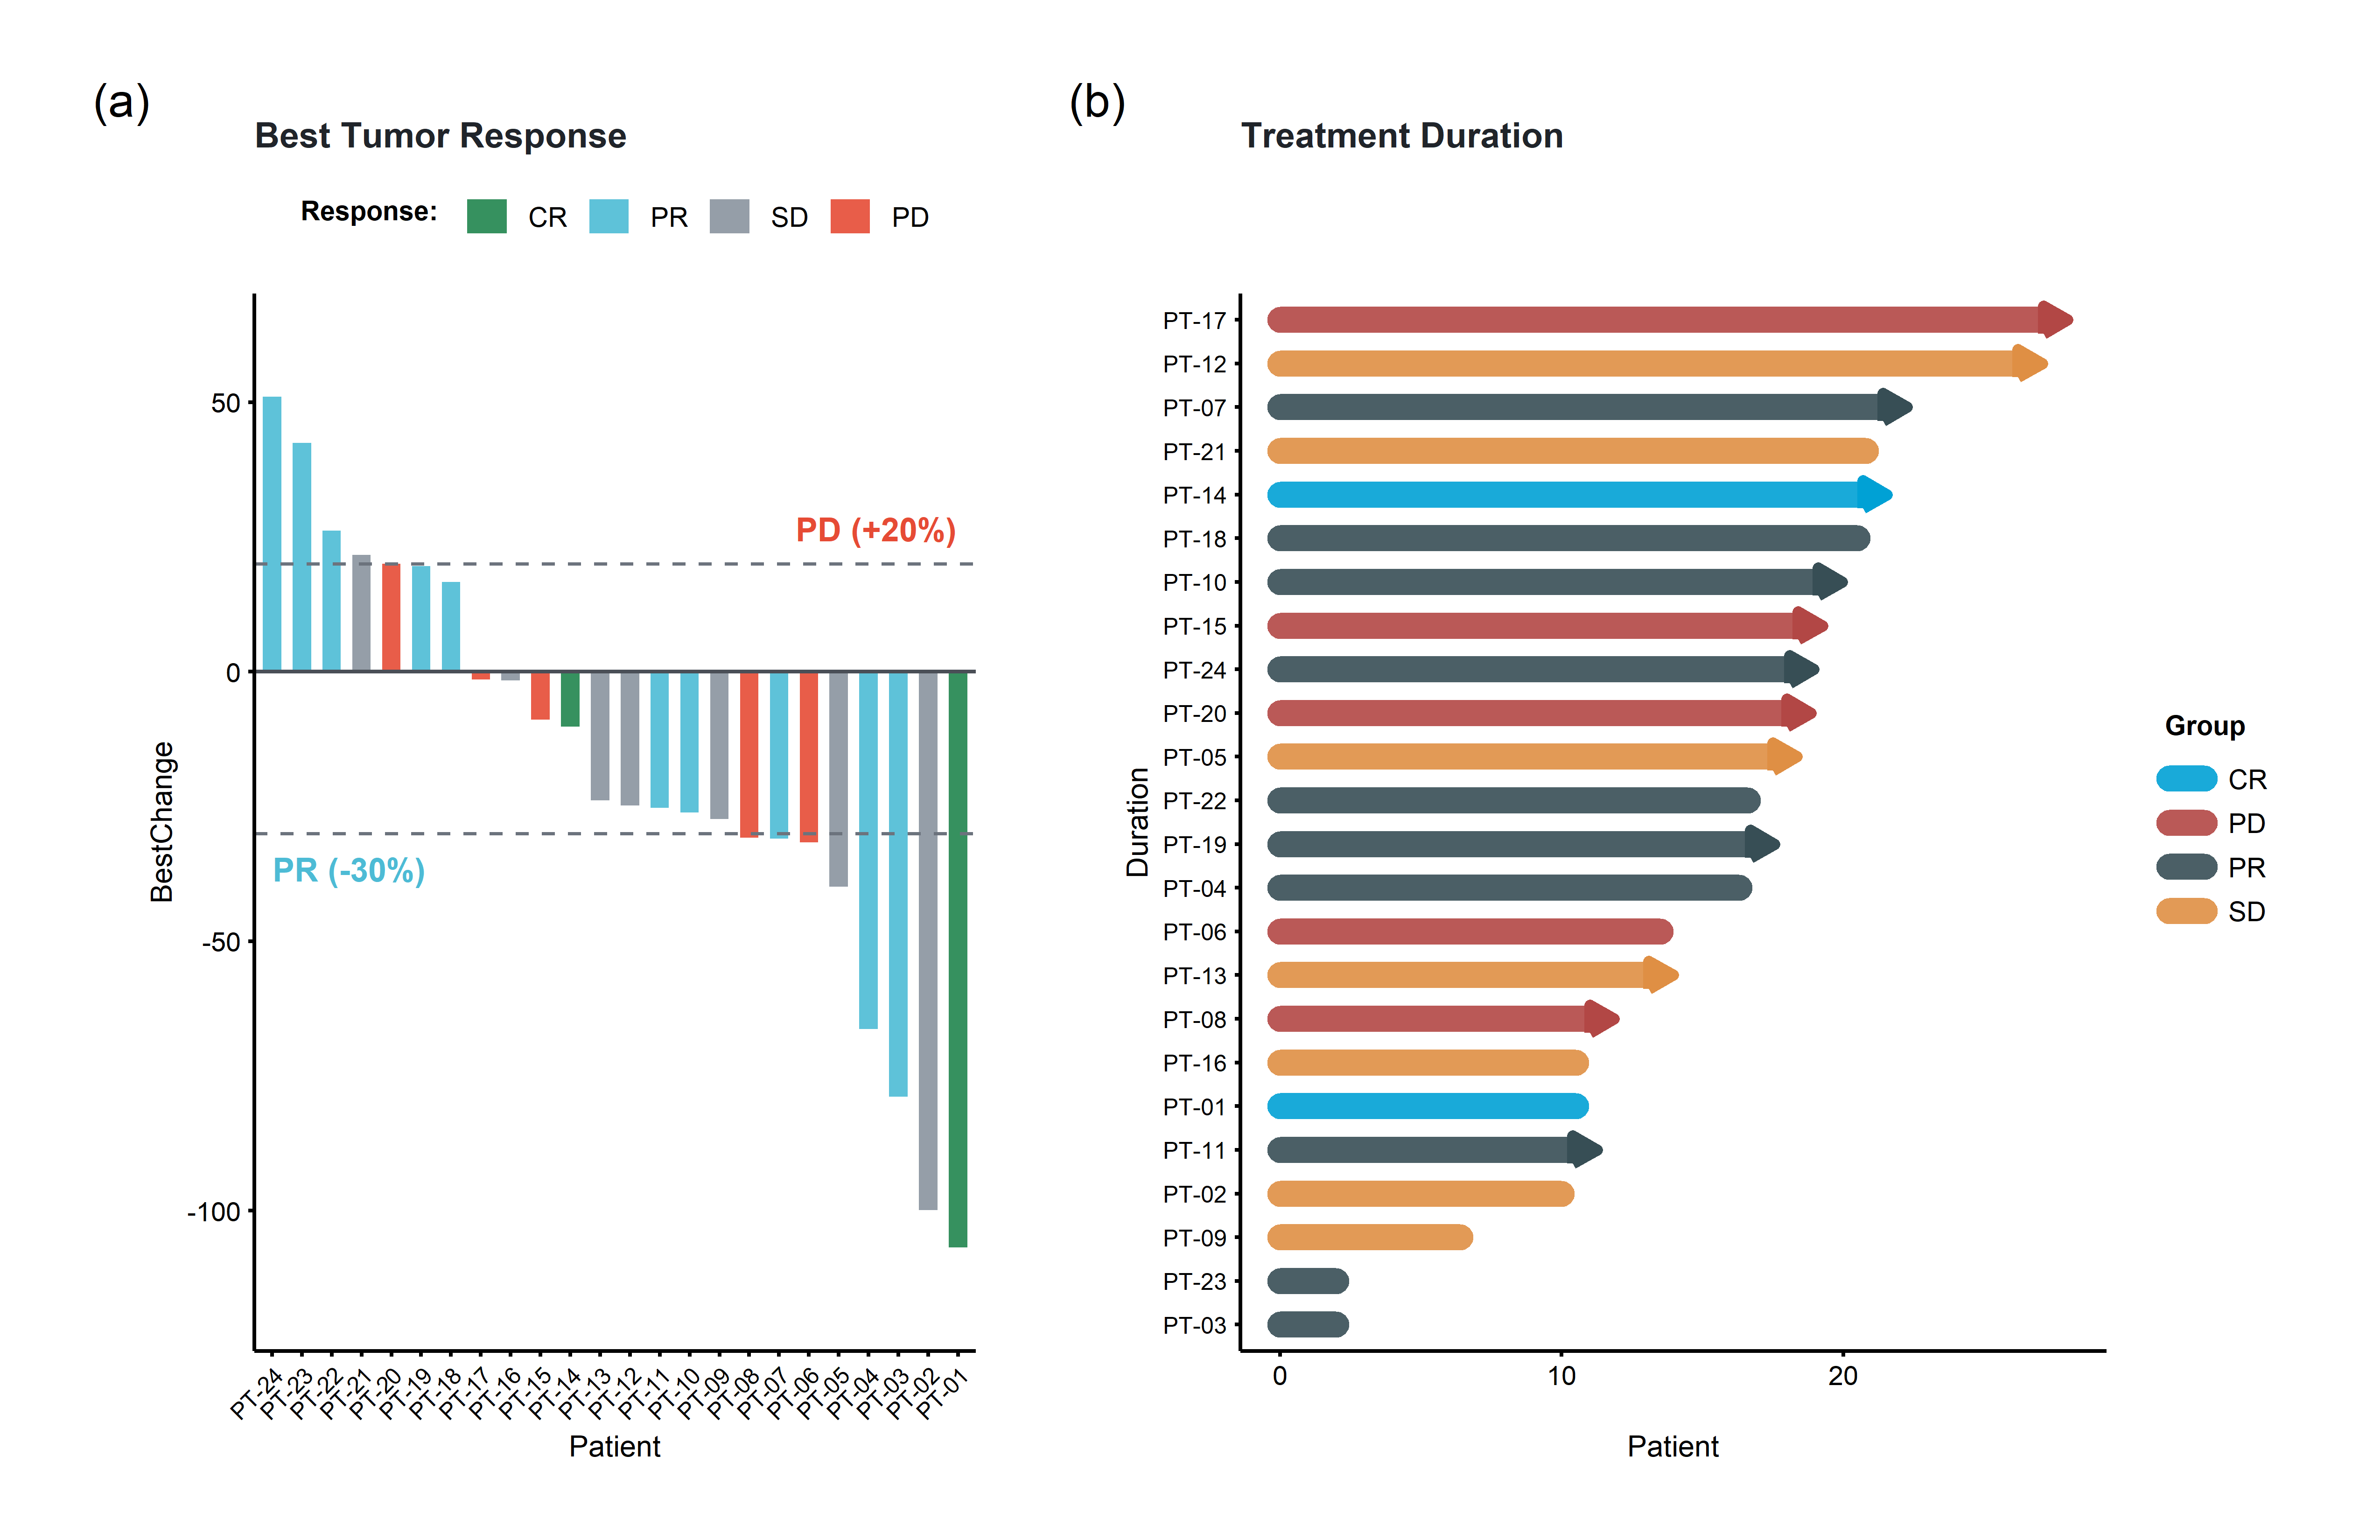 (a)
Best Tumor Response
Response: CR PR SD PD
50
0
-50
-100
BestChange
PD (+20%)
PR (-30%)
PT-24
PT-23
PT-22
PT-21
PT-20
PT-19
PT-18
PT-17
PT-16
PT-15
PT-14
PT-13
PT-12
PT-11
PT-10
PT-09
PT-08
PT-07
PT-06
PT-05
PT-04
PT-03
PT-02
PT-01
Patient
(b)
Treatment Duration
Duration
PT-17
PT-12
PT-07
PT-21
PT-14
PT-18
PT-10
PT-15
PT-24
PT-20
PT-05
PT-22
PT-19
PT-04
PT-06
PT-13
PT-08
PT-16
PT-01
PT-11
PT-02
PT-09
PT-23
PT-03
0 10 20
Patient
Group
CR
PD
PR
SD